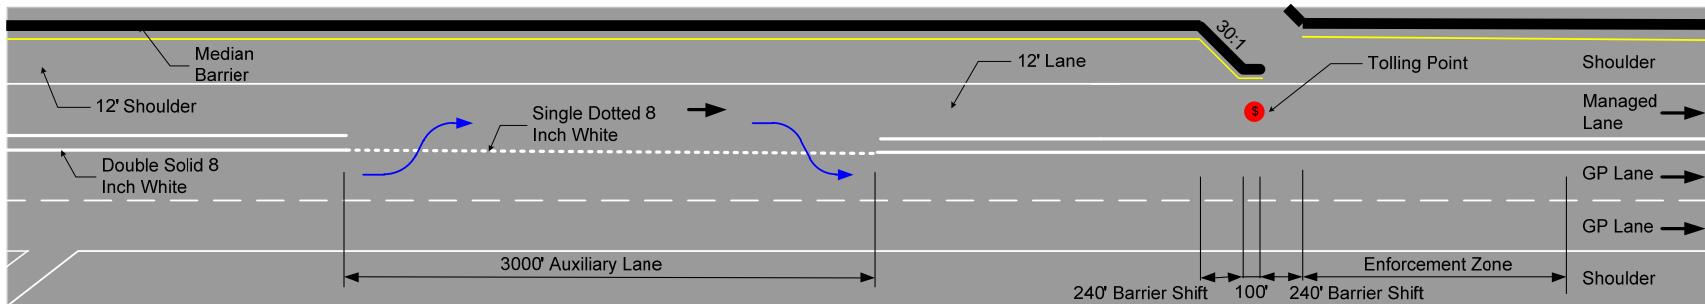 30:1
Median
Barrier
12' Lane
Tolling Point
Shoulder
12' Shoulder
Single Dotted 8
Inch White
$
Managed
Lane
Double Solid 8
Inch White
GP Lane
GP Lane
3000' Auxiliary Lane
Enforcement Zone
Shoulder
240' Barrier Shift
100'
240' Barrier Shift